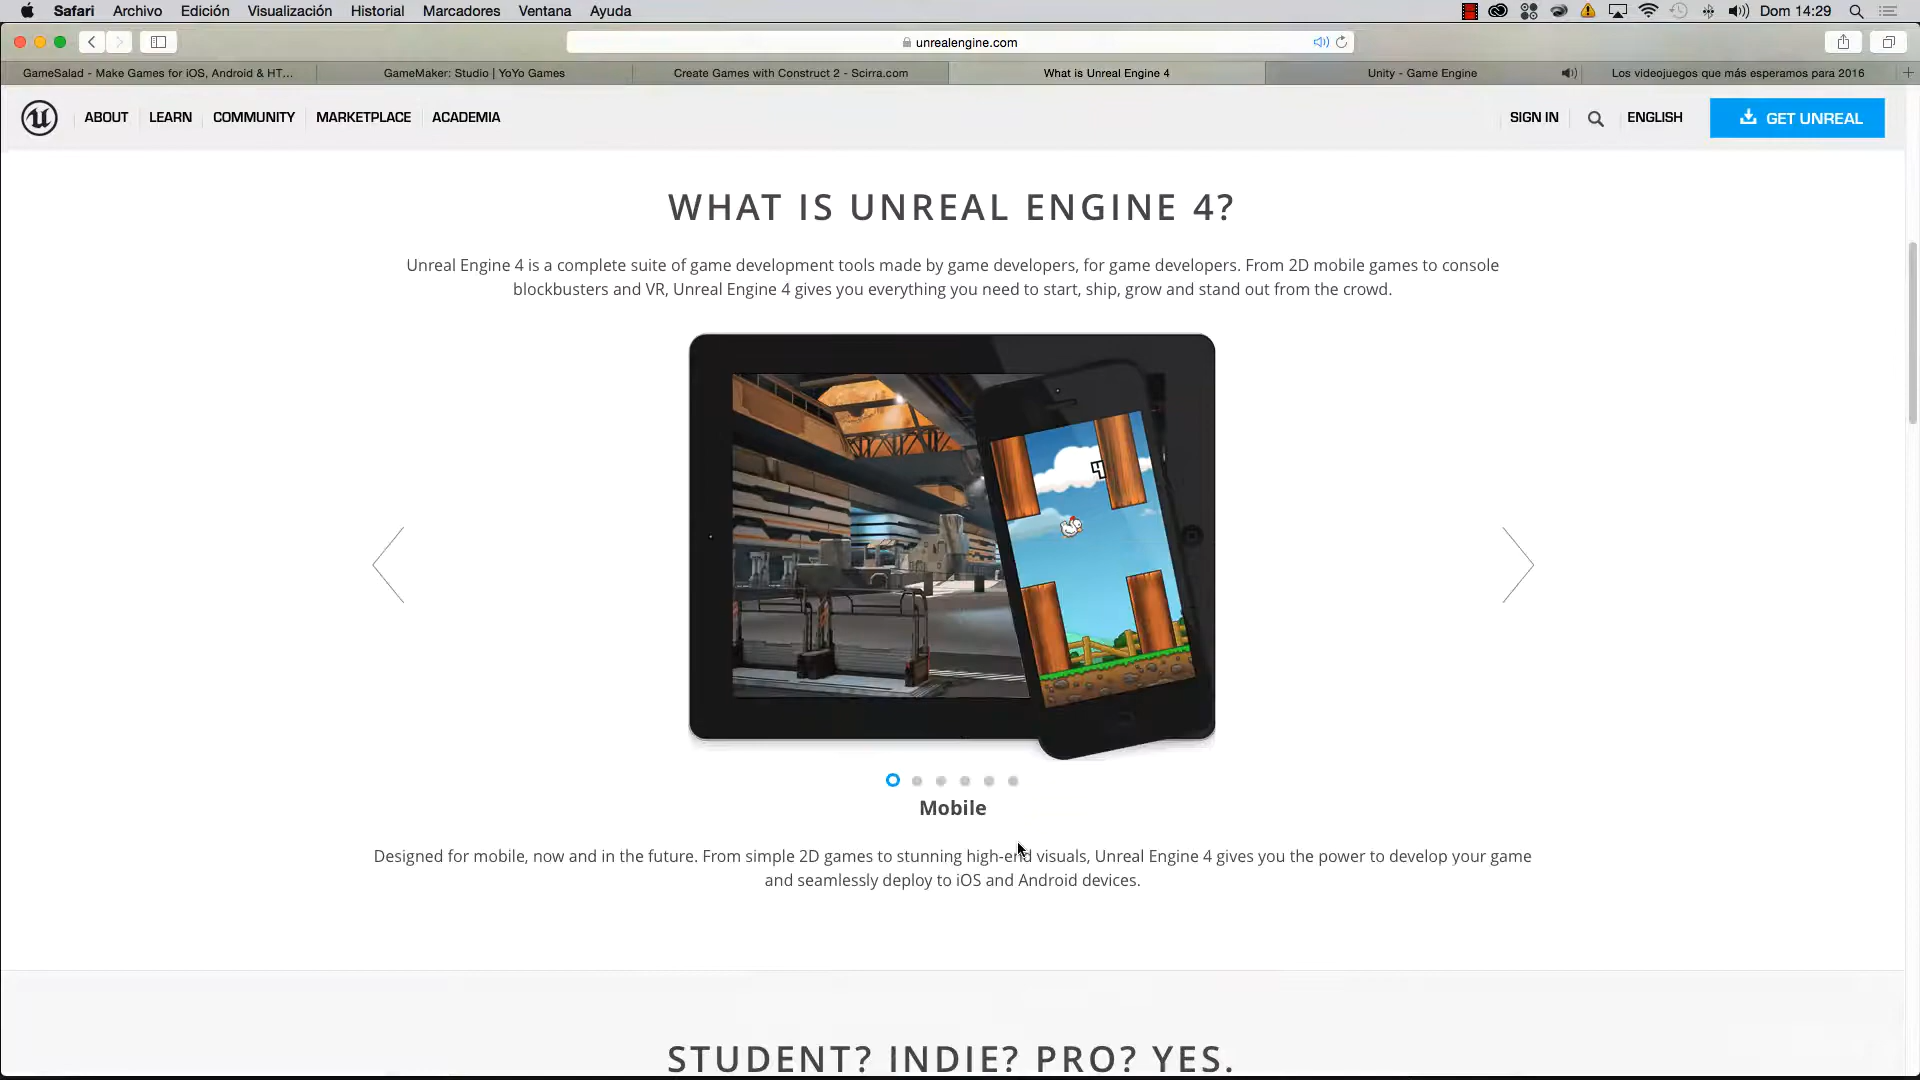 Safari Archivo Edición Visualización Historial Marcadores Ventana Ayuda Dom 14:29
unrealengine.com
GameSalad - Make Games for iOS, Android & HT... GameMaker: Studio | YoYo Games Create Games with Construct 2 - Scirra.com What is Unreal Engine 4 Unity - Game Engine Los videojuegos que más esperamos para 2016
ABOUT LEARN COMMUNITY MARKETPLACE ACADEMIA SIGN IN ENGLISH GET UNREAL
WHAT IS UNREAL ENGINE 4?
Unreal Engine 4 is a complete suite of game development tools made by game developers, for game developers. From 2D mobile games to console
blockbusters and VR, Unreal Engine 4 gives you everything you need to start, ship, grow and stand out from the crowd.
4
Mobile
Designed for mobile, now and in the future. From simple 2D games to stunning high-end visuals, Unreal Engine 4 gives you the power to develop your game
and seamlessly deploy to iOS and Android devices.
STUDENT? INDIE? PRO? YES.